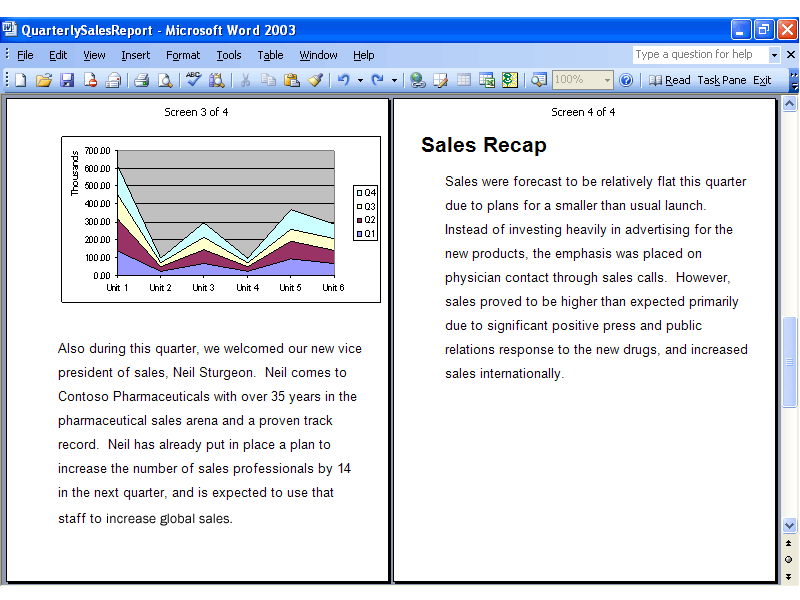 QuarterlySalesReport - Microsoft Word 2003
File Edit View Insert Format Tools Table Window Help
Type a question for help
ABC
100%
Read Task Pane Exit
Screen 3 of 4
Thousands
700.00
600.00
500.00
400.00
300.00
200.00
100.00
0.00
Unit 1 Unit 2 Unit 3 Unit 4 Unit 5 Unit 6
Q4
Q3
Q2
Q1
Also during this quarter, we welcomed our new vice
president of sales, Neil Sturgeon. Neil comes to
Contoso Pharmaceuticals with over 35 years in the
pharmaceutical sales arena and a proven track
record. Neil has already put in place a plan to
increase the number of sales professionals by 14
in the next quarter, and is expected to use that
staff to increase global sales.
Screen 4 of 4
Sales Recap
Sales were forecast to be relatively flat this quarter
due to plans for a smaller than usual launch.
Instead of investing heavily in advertising for the
new products, the emphasis was placed on
physician contact through sales calls. However,
sales proved to be higher than expected primarily
due to significant positive press and public
relations response to the new drugs, and increased
sales internationally.